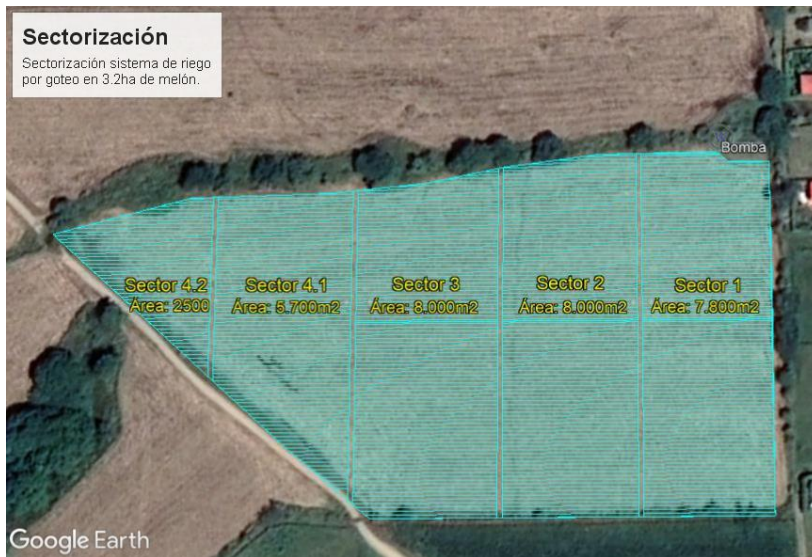 Sectorización
Sectorización sistema de riego
por goteo en 3.2ha de melón.
Bomba
Sector 4.2
Área: 2500
Sector 4.1
Área: 5.700m2
Sector 3
Área: 8.000m2
Sector 2
Área: 8.000m2
Sector 1
Área: 7.800m2
Google Earth